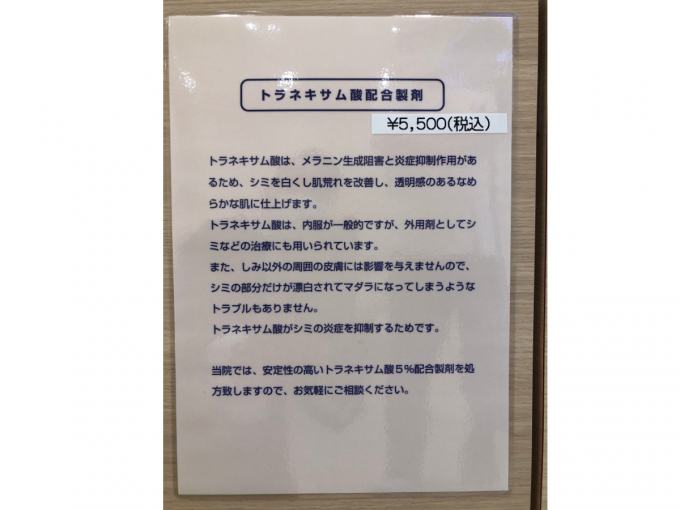 トラネキサム酸配合製剤
¥5,500(税込)
トラネキサム酸は、メラニン生成阻害と炎症抑制作用があ
るため、シミを白くし肌荒れを改善し、透明感のあるなめ
らかな肌に仕上げます。
トラネキサム酸は、内服が一般的ですが、外用剤としてシ
ミなどの治療にも用いられています。
また、しみ以外の周囲の皮膚には影響を与えませんので、
シミの部分だけが漂白されてマダラになってしまうような
トラブルもありません。
トラネキサム酸がシミの炎症を抑制するためです。
当院では、安定性の高いトラネキサム酸5%配合製剤を処
方致しますので、お気軽にご相談ください。